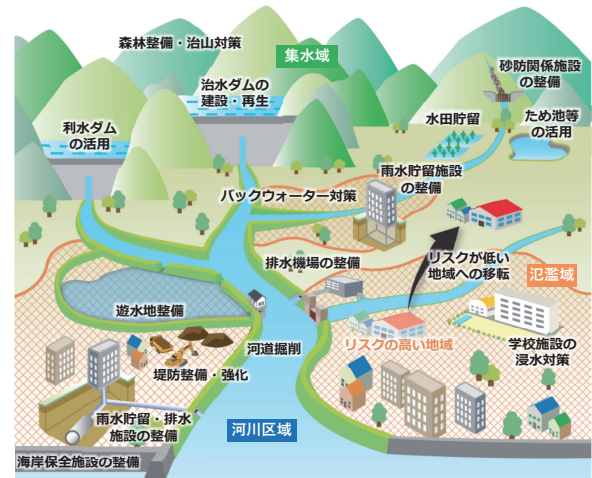 森林整備・治山対策
集水域
砂防関係施設
の整備
治水ダムの
建設・再生
利水ダム
の活用
水田貯留
ため池等
の活用
雨水貯留施設
の整備
バックウォーター対策
排水機場の整備
リスクが低い
地域への移転
氾濫域
遊水地整備
河道掘削
リスクの高い地域
学校施設の
浸水対策
堤防整備・強化
雨水貯留・排水
施設の整備
河川区域
海岸保全施設の整備